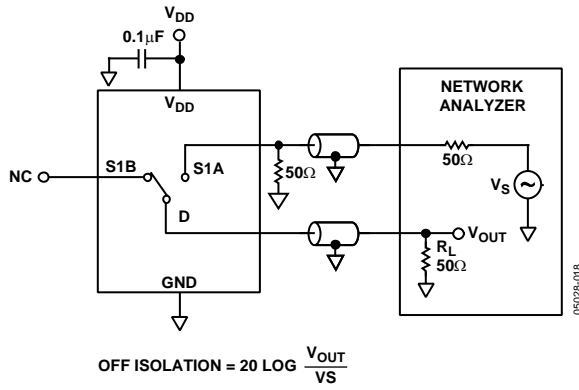 VDD
0.1µF
VDD
NETWORK
ANALYZER
S1B
S1A
NC
50Ω
50Ω
VS
D
VOUT
RL
50Ω
GND
05028-018
OFF ISOLATION = 20 LOG VOUT
VS